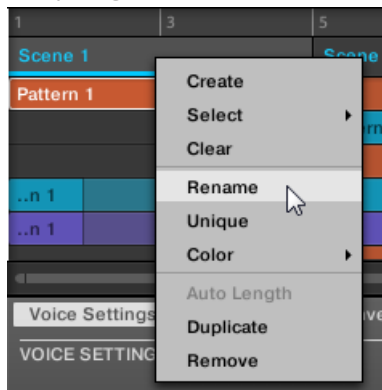 1 3 5
Scene 1 Scene
Pattern 1
Create
Select
Clear
Rename
..n 1
Unique
..n 1
Color
Auto Length
Voice Settings
Duplicate
VOICE SETTING
Remove